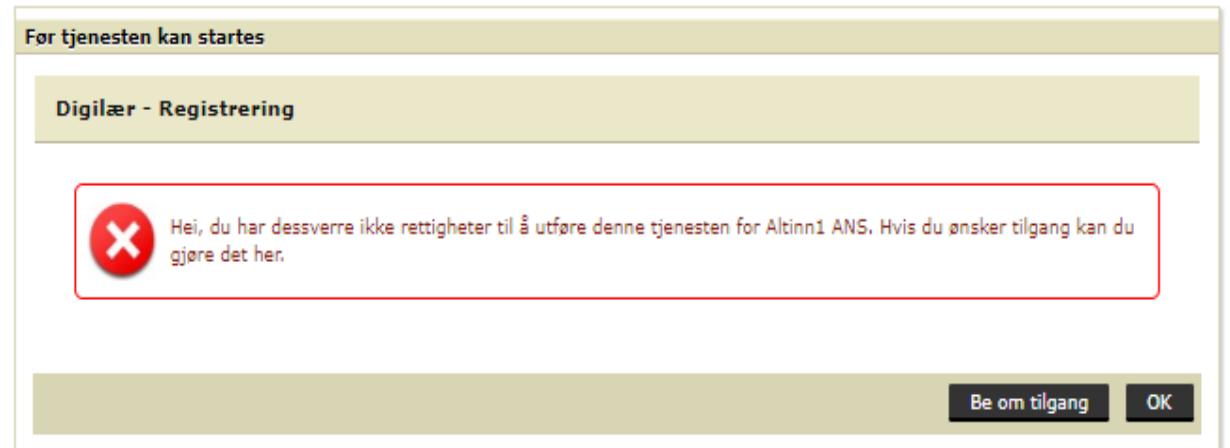 Før tjenesten kan startes
Digilær - Registrering
Hei, du har dessverre ikke rettigheter til å utføre denne tjenesten for Altinn1 ANS. Hvis du ønsker tilgang kan du
gjøre det her.
Be om tilgang
OK